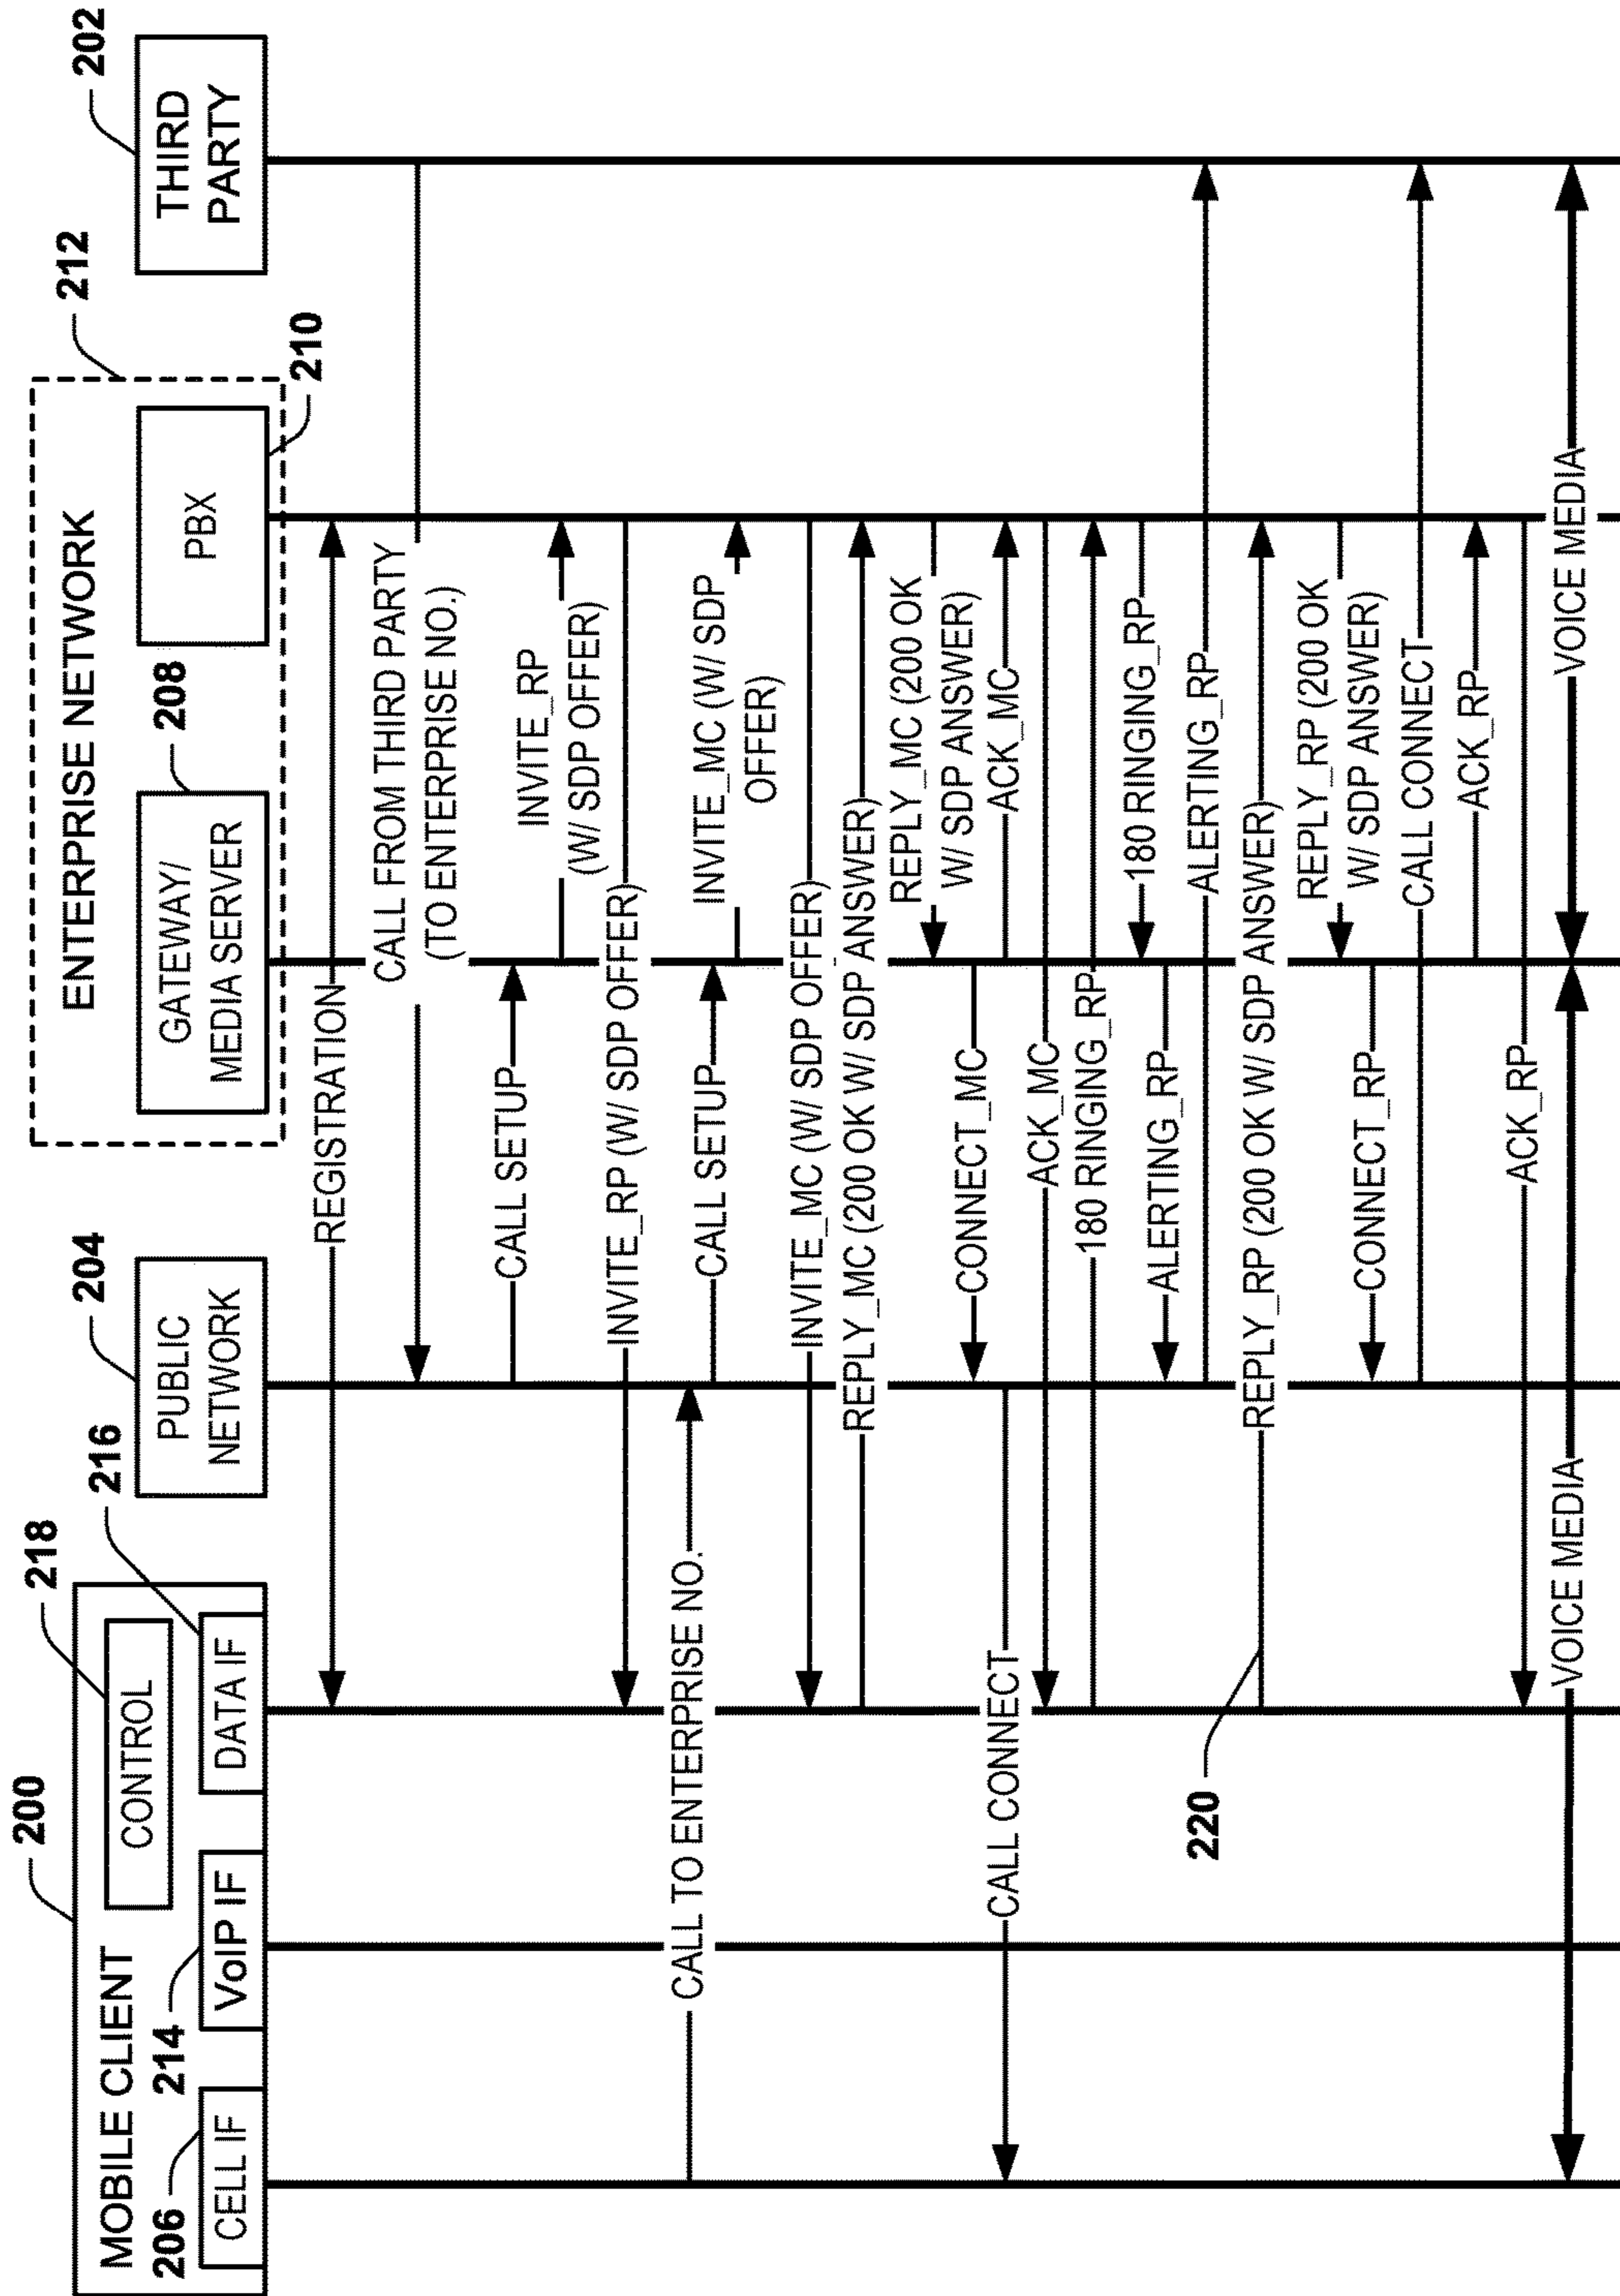 200
218
216
204
ENTERPRISE NETWORK
212
202
MOBILE CLIENT
CONTROL
206
CELL IF
214
VoIP IF
DATA IF
PUBLIC
NETWORK
208
GATEWAY/
MEDIA SERVER
PBX
210
THIRD
PARTY
REGISTRATION
CALL FROM THIRD PARTY
(TO ENTERPRISE NO.)
CALL SETUP
INVITE_RP
(W/ SDP OFFER)
INVITE_RP (W/ SDP OFFER)
CALL TO ENTERPRISE NO.
CALL SETUP
INVITE_MC (W/ SDP
OFFER)
INVITE_MC (W/ SDP OFFER)
REPLY_MC (200 OK W/ SDP ANSWER)
REPLY_MC (200 OK
W/ SDP ANSWER)
CONNECT_MC
CALL CONNECT
ACK_MC
ACK_MC
180 RINGING_RP
180 RINGING_RP
ALERTING_RP
ALERTING_RP
220
REPLY_RP (200 OK W/ SDP ANSWER)
REPLY_RP (200 OK
W/ SDP ANSWER)
CONNECT_RP
CALL CONNECT
ACK_RP
ACK_RP
VOICE MEDIA
VOICE MEDIA